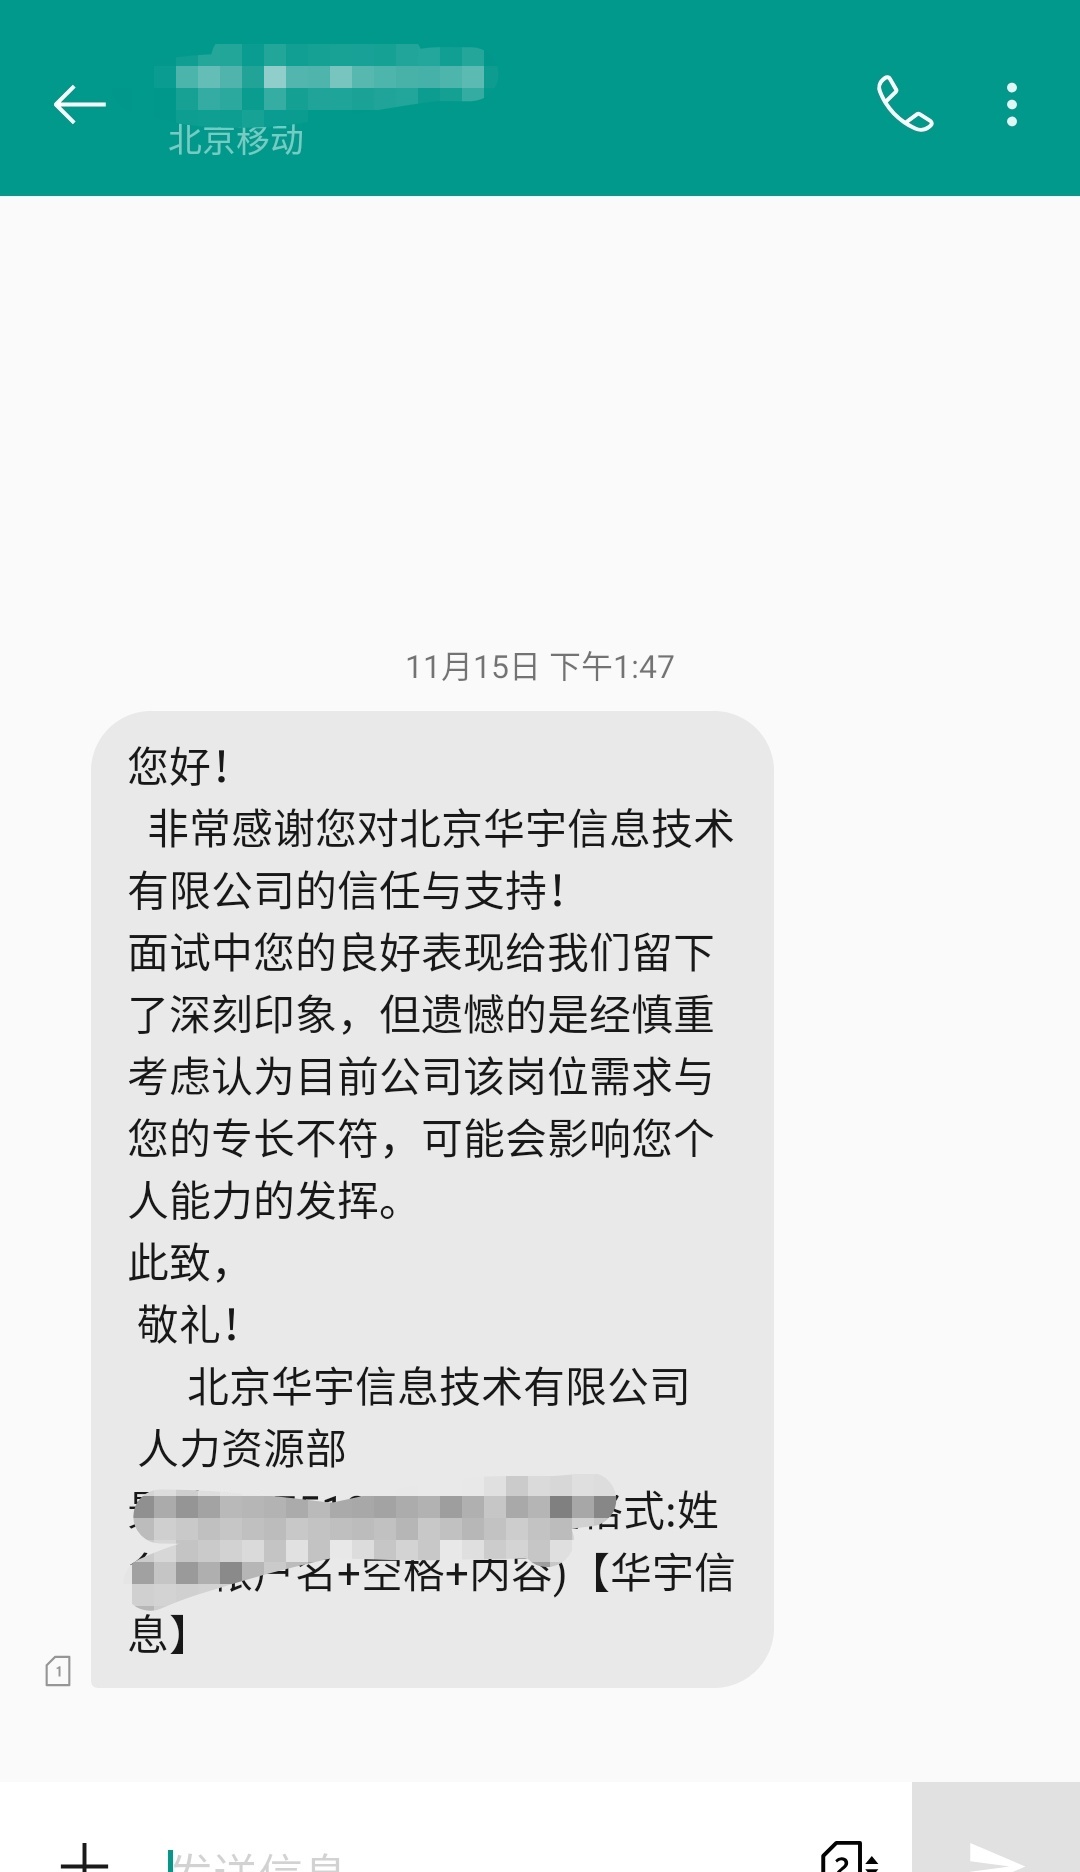 北京移动
11月15日 下午1:47
您好！
非常感谢您对北京华宇信息技术
有限公司的信任与支持！
面试中您的良好表现给我们留下
了深刻印象，但遗憾的是经慎重
考虑认为目前公司该岗位需求与
您的专长不符，可能会影响您个
人能力的发挥。
此致，
敬礼！
北京华宇信息技术有限公司
人力资源部
格式:姓
帐户名+空格+内容)【华宇信
息】
1
发送信息
2